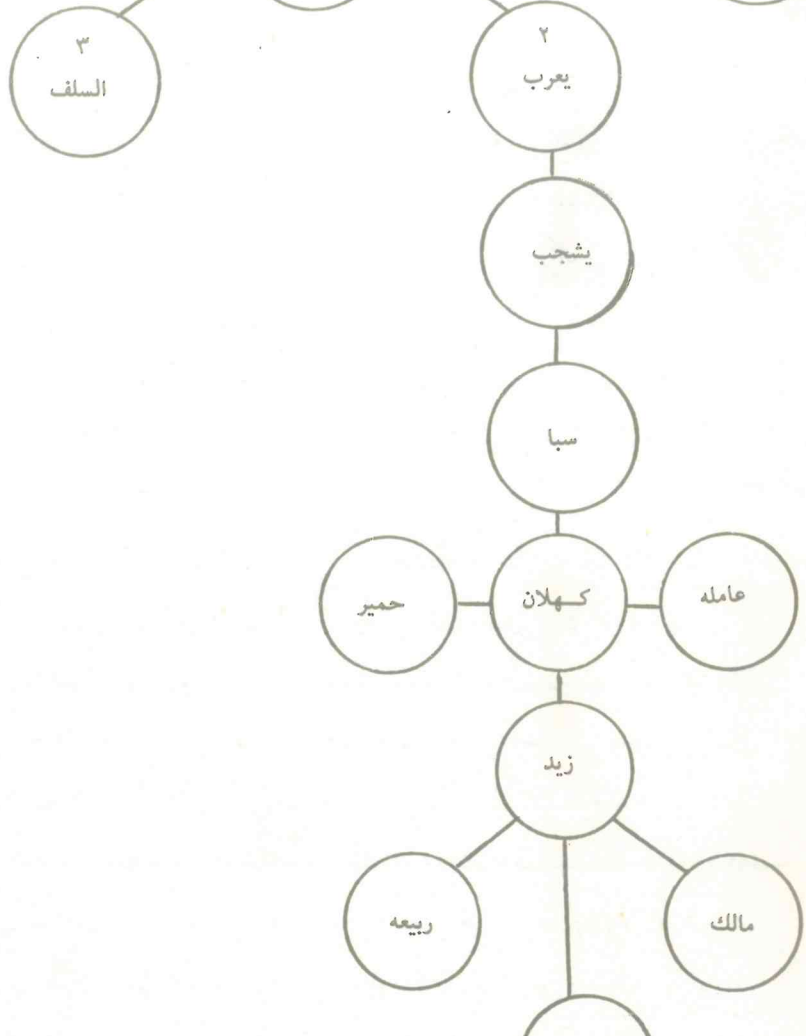 ٢
يعرب
٣
السلف
يشجب
سبا
عامله
كهلان
حمير
زيد
مالك
ربيعه